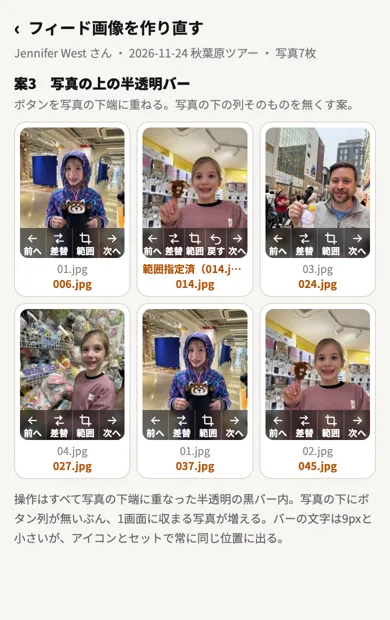 ‹ フィード画像を作り直す
Jennifer West さん ・ 2026-11-24 秋葉原ツアー ・ 写真7枚
案3 写真の上の半透明バー
ボタンを写真の下端に重ねる。写真の下の列そのものを無くす案。
← 前へ 差替 範囲 → 次へ
01.jpg
006.jpg
← 前へ 差替 範囲 戻す → 次へ
範囲指定済（014.j…
014.jpg
← 前へ 差替 範囲 → 次へ
03.jpg
024.jpg
← 前へ 差替 範囲 → 次へ
04.jpg
027.jpg
← 前へ 差替 範囲 → 次へ
01.jpg
037.jpg
← 前へ 差替 範囲 → 次へ
02.jpg
045.jpg
操作はすべて写真の下端に重なった半透明の黒バー内。写真の下にボ
タン列が無いぶん、1画面に収まる写真が増える。バーの文字は9pxと
小さいが、アイコンとセットで常に同じ位置に出る。